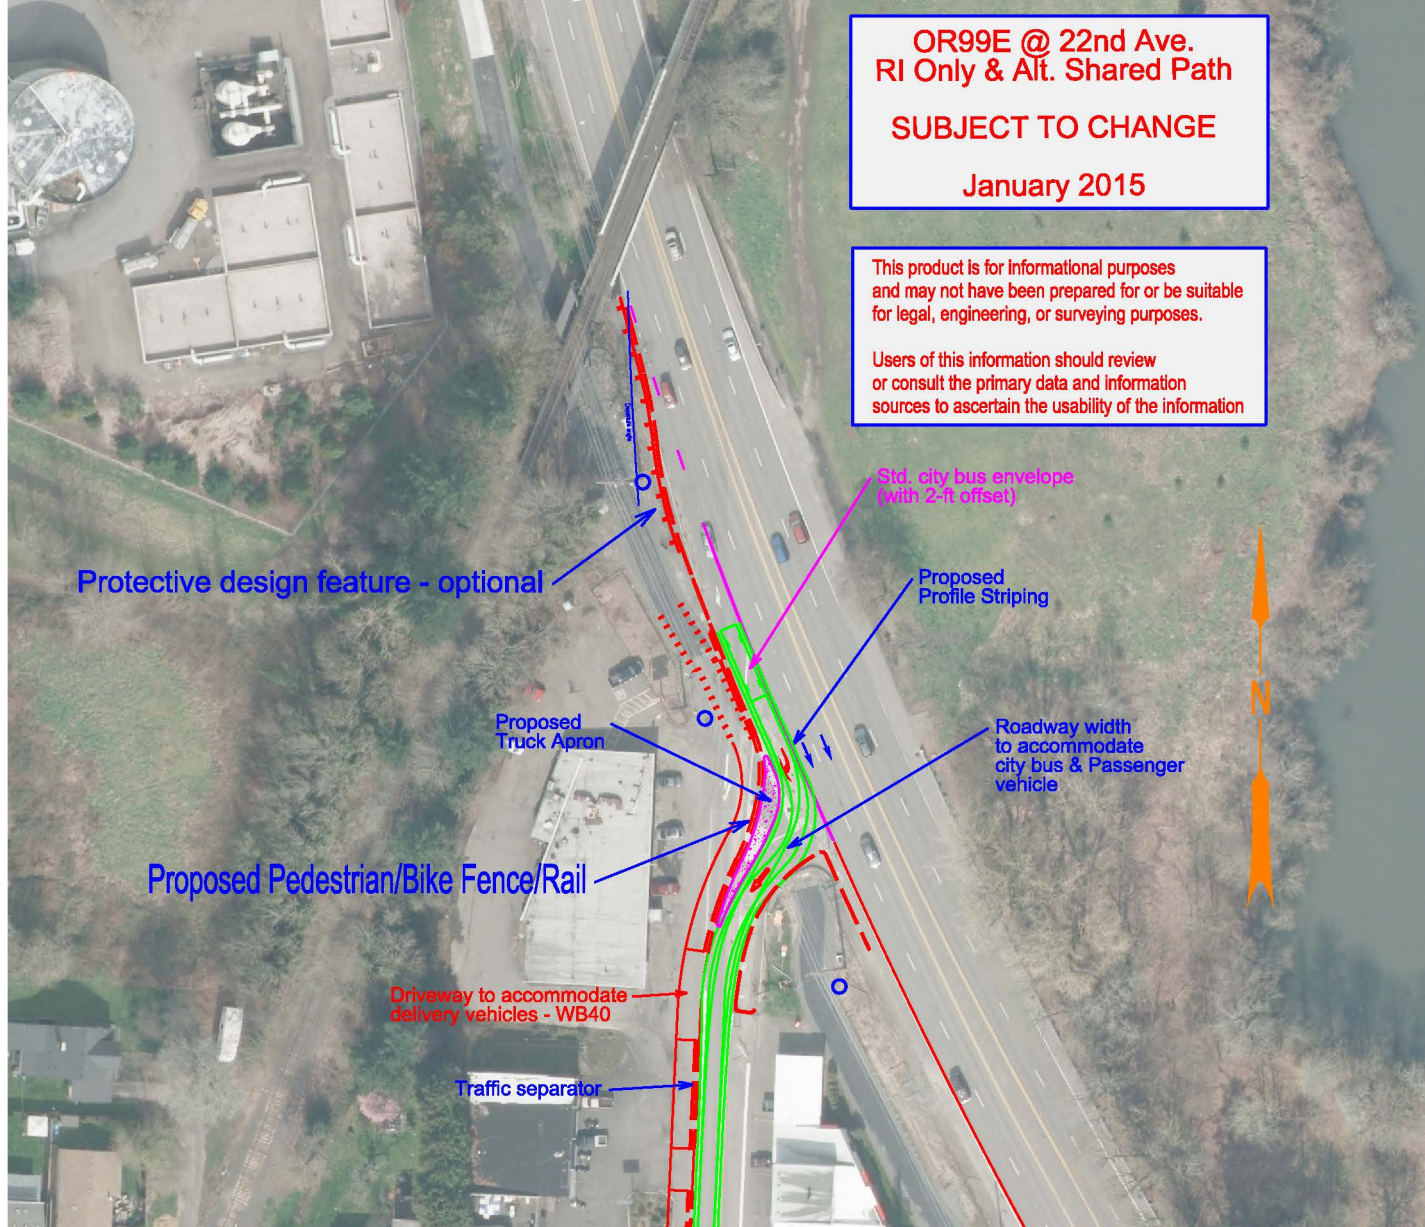 OR99E @ 22nd Ave.
RI Only & Alt. Shared Path
SUBJECT TO CHANGE
January 2015
This product is for informational purposes
and may not have been prepared for or be suitable
for legal, engineering, or surveying purposes.
Users of this information should review
or consult the primary data and information
sources to ascertain the usability of the information
Std. city bus envelope
(with 2-ft offset)
Protective design feature - optional
Proposed
Profile Striping
N
Proposed
Truck Apron
Roadway width
to accommodate
city bus & Passenger
vehicle
Proposed Pedestrian/Bike Fence/Rail
Driveway to accommodate
delivery vehicles - WB40
Traffic separator